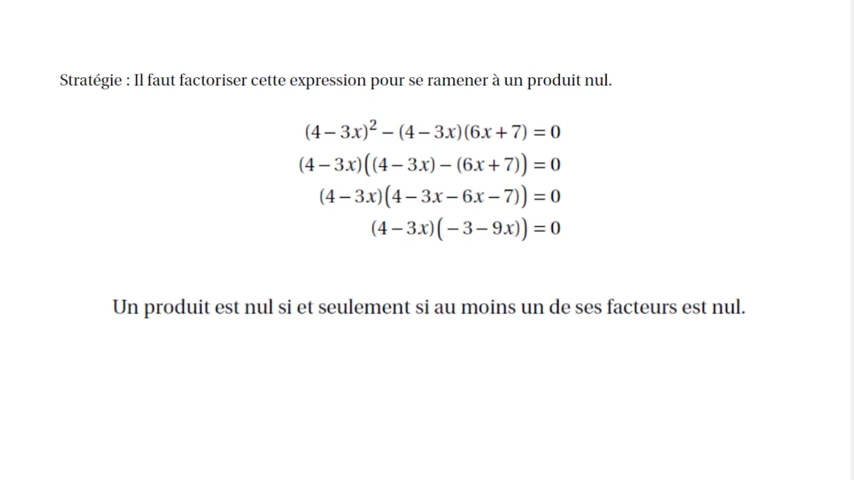 Stratégie : Il faut factoriser cette expression pour se ramener à un produit nul.
(4 – 3x)² – (4 – 3x)(6x + 7) = 0
(4 – 3x)((4 – 3x) – (6x + 7)) = 0
(4 – 3x)(4 – 3x – 6x – 7)) = 0
(4 – 3x)( – 3 – 9x)) = 0
Un produit est nul si et seulement si au moins un de ses facteurs est nul.